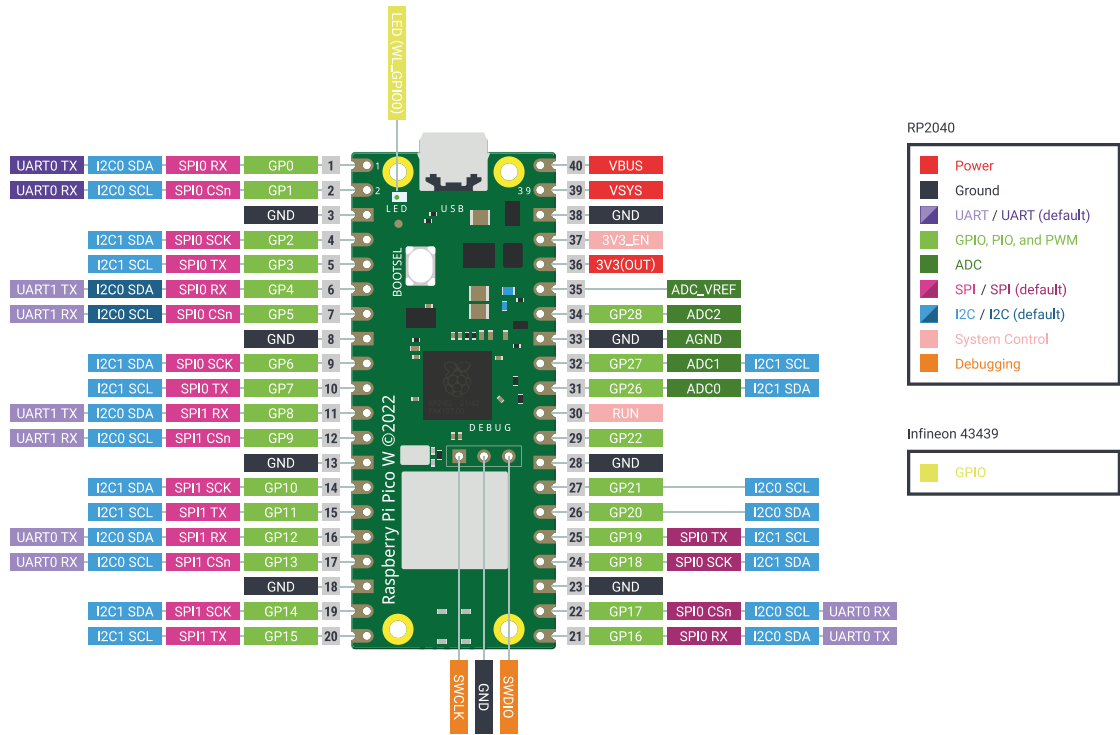 LED (WL_GPIO0)
UART0 TX I2C0 SDA SPI0 RX GP0 1
UART0 RX I2C0 SCL SPI0 CSn GP1 2
GND 3
I2C1 SDA SPI0 SCK GP2 4
I2C1 SCL SPI0 TX GP3 5
UART1 TX I2C0 SDA SPI0 RX GP4 6
UART1 RX I2C0 SCL SPI0 CSn GP5 7
GND 8
I2C1 SDA SPI0 SCK GP6 9
I2C1 SCL SPI0 TX GP7 10
UART1 TX I2C0 SDA SPI1 RX GP8 11
UART1 RX I2C0 SCL SPI1 CSn GP9 12
GND 13
I2C1 SDA SPI1 SCK GP10 14
I2C1 SCL SPI1 TX GP11 15
UART0 TX I2C0 SDA SPI1 RX GP12 16
UART0 RX I2C0 SCL SPI1 CSn GP13 17
GND 18
I2C1 SDA SPI1 SCK GP14 19
I2C1 SCL SPI1 TX GP15 20
1
2
39
LED
USB
BOOTSEL
DEBUG
Raspberry Pi Pico W ©2022
SWCLK
GND
SWDIO
40 VBUS
39 VSYS
38 GND
37 3V3_EN
36 3V3(OUT)
35 ADC_VREF
34 GP28 ADC2
33 GND AGND
32 GP27 ADC1 I2C1 SCL
31 GP26 ADC0 I2C1 SDA
30 RUN
29 GP22
28 GND
27 GP21 I2C0 SCL
26 GP20 I2C0 SDA
25 GP19 SPI0 TX I2C1 SCL
24 GP18 SPI0 SCK I2C1 SDA
23 GND
22 GP17 SPI0 CSn I2C0 SCL UART0 RX
21 GP16 SPI0 RX I2C0 SDA UART0 TX
RP2040
Power
Ground
UART / UART (default)
GPIO, PIO, and PWM
ADC
SPI / SPI (default)
I2C / I2C (default)
System Control
Debugging
Infineon 43439
GPIO